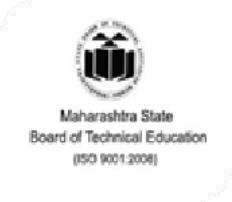 Maharashtra State
Board of Technical Education
(ISO 9001:2008)